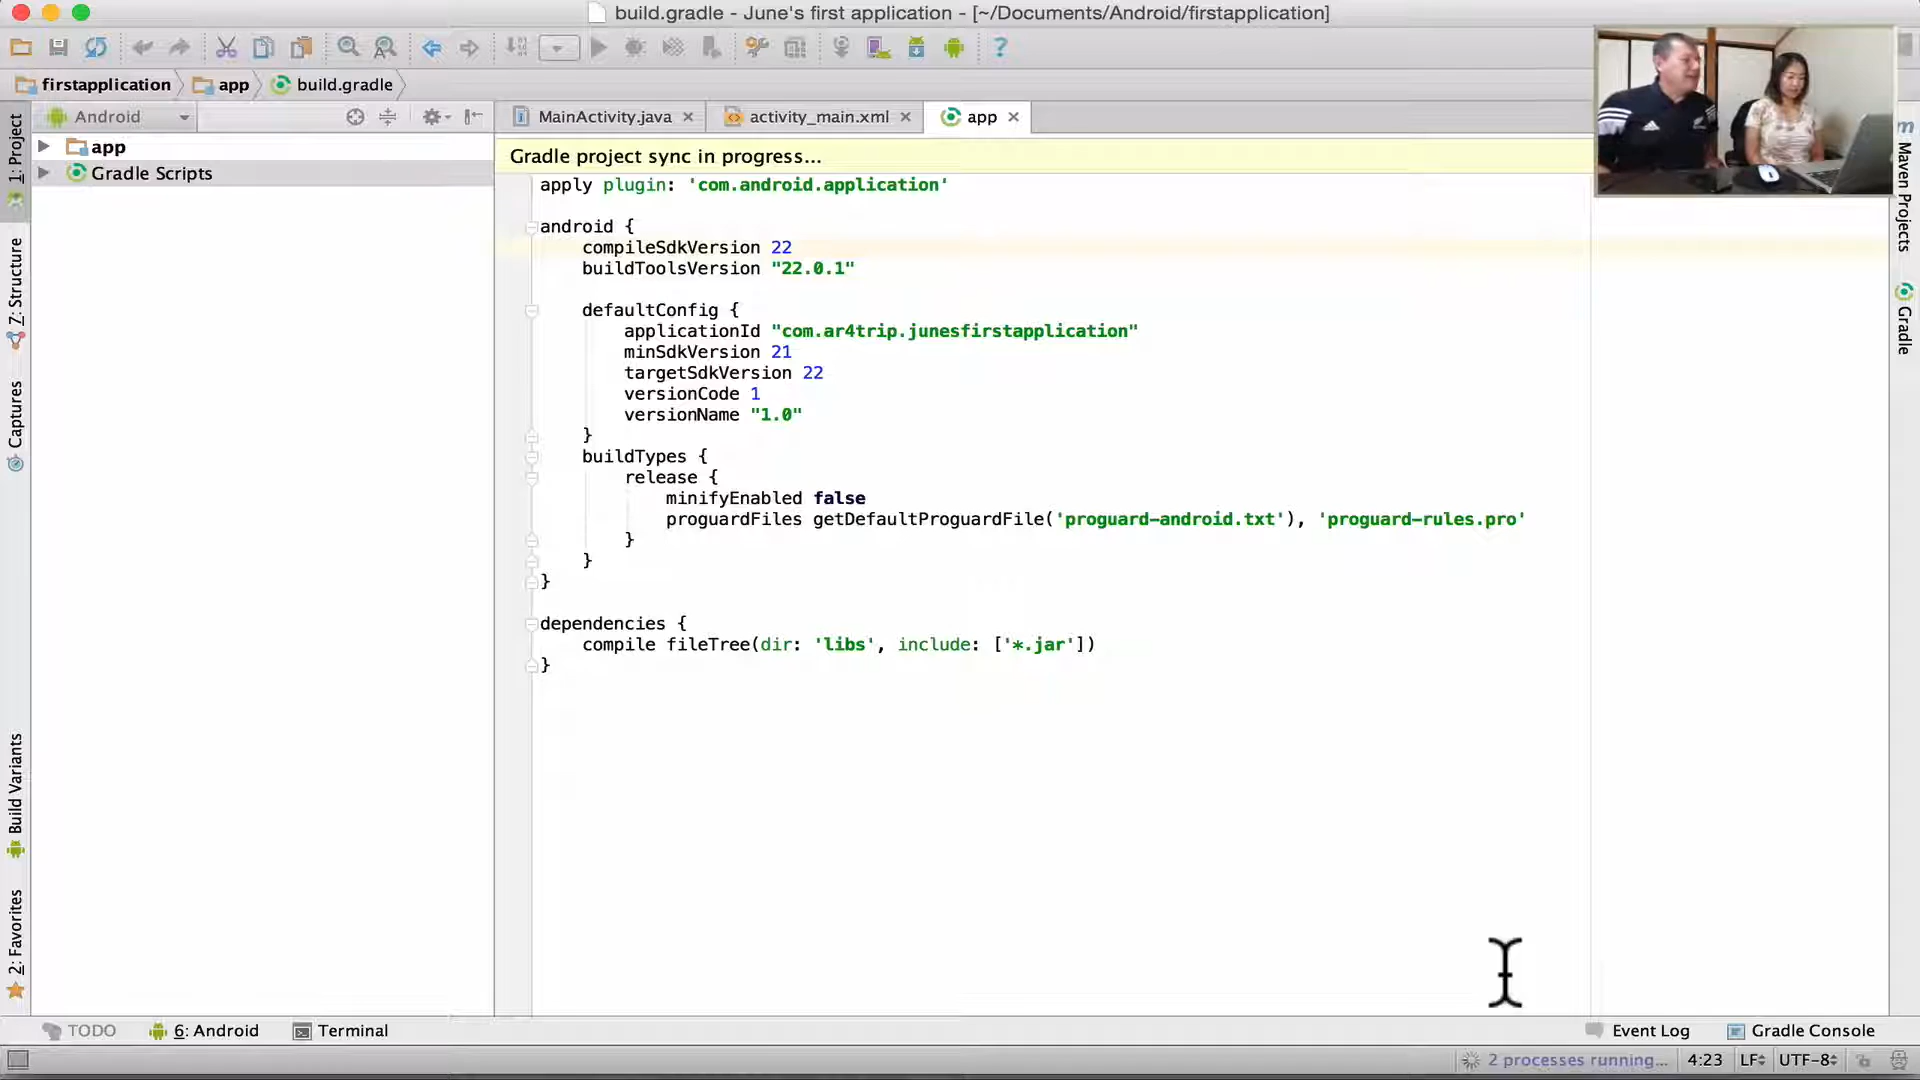 build.gradle - June's first application - [~/Documents/Android/firstapplication]
firstapplication app build.gradle
Android
MainActivity.java activity_main.xml app
1: Project
7: Structure
Captures
Build Variants
2: Favorites
app
Gradle Scripts
Gradle project sync in progress...
apply plugin: 'com.android.application'
android {
compileSdkVersion 22
buildToolsVersion "22.0.1"
defaultConfig {
applicationId "com.ar4trip.junesfirstapplication"
minSdkVersion 21
targetSdkVersion 22
versionCode 1
versionName "1.0"
}
buildTypes {
release {
minifyEnabled false
proguardFiles getDefaultProguardFile('proguard-android.txt'), 'proguard-rules.pro'
}
}
}
dependencies {
compile fileTree(dir: 'libs', include: ['*.jar'])
}
Maven Projects
Gradle
TODO 6: Android Terminal
Event Log Gradle Console
2 processes running... 4:23 LF UTF-8